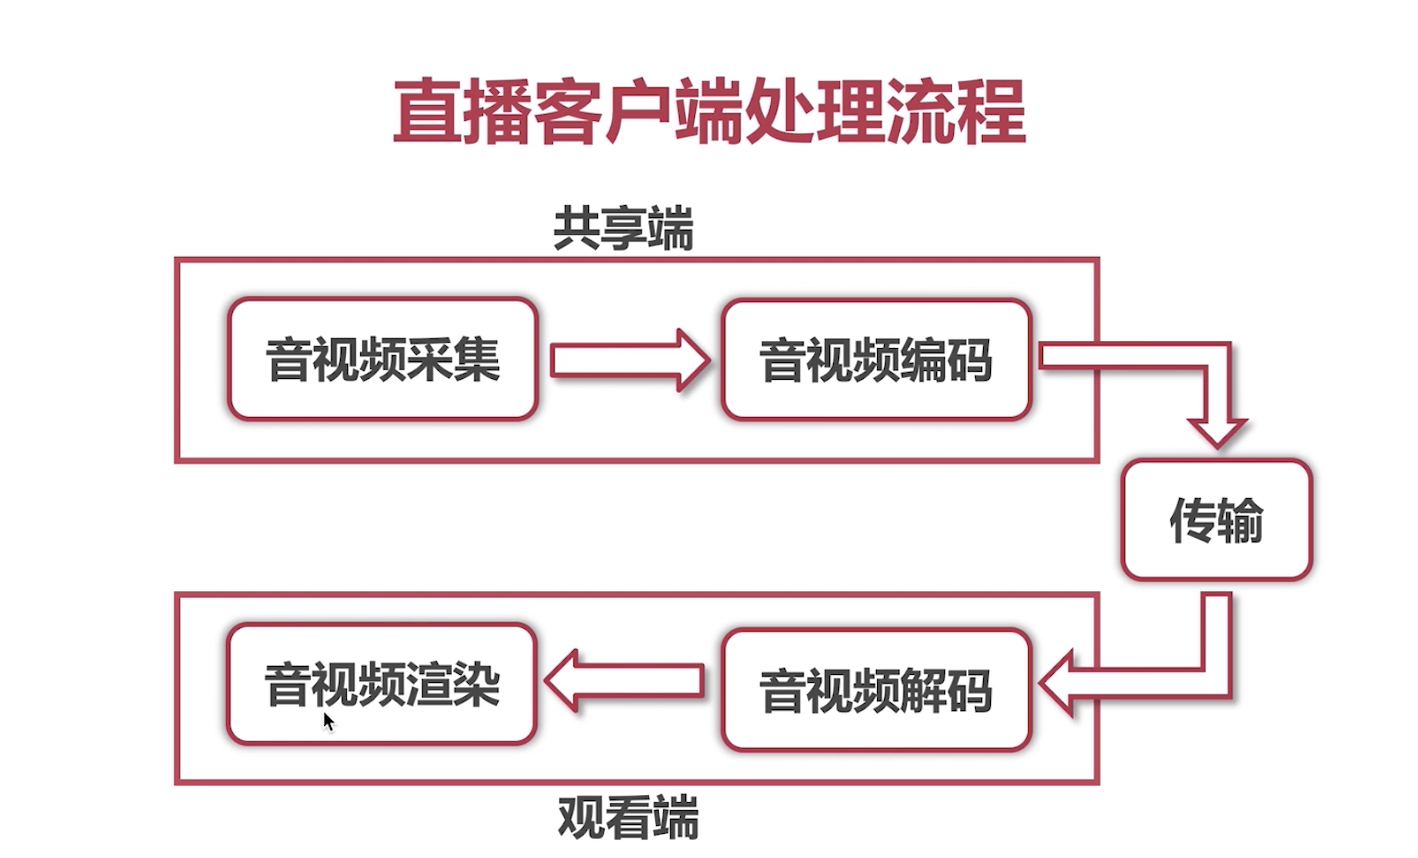 直播客户端处理流程
共享端
音视频采集
音视频编码
传输
音视频解码
音视频渲染
观看端